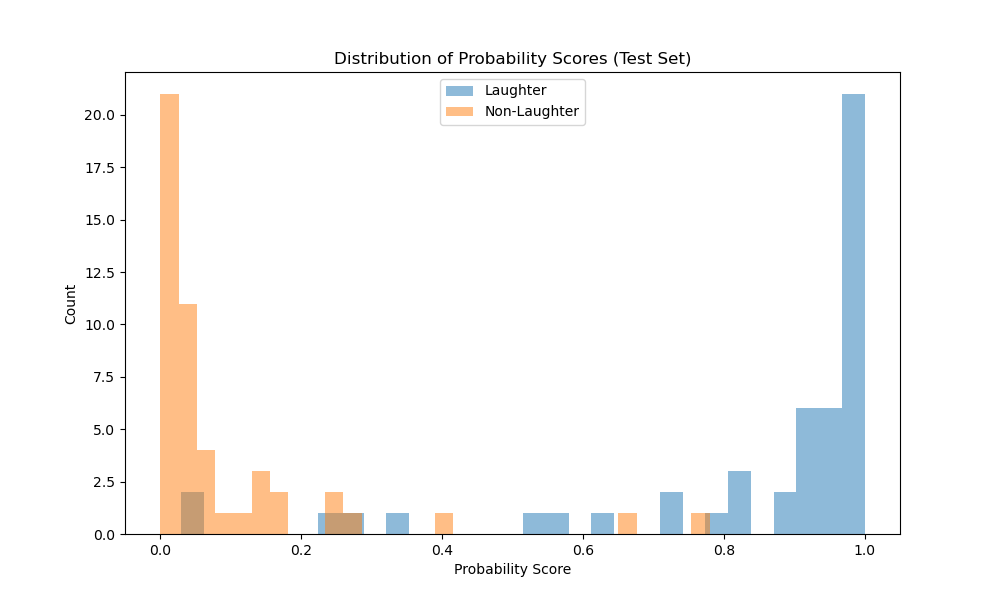 Distribution of Probability Scores (Test Set)
Laughter
Non-Laughter
Count
20.0
17.5
15.0
12.5
10.0
7.5
5.0
2.5
0.0
0.0 0.2 0.4 0.6 0.8 1.0
Probability Score